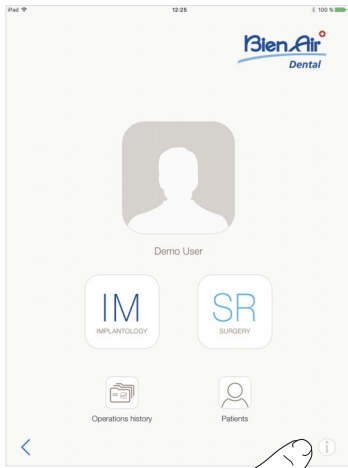 iPad 12:25 100 %
Bien Air
Dental
Demo User
IM SR
IMPLANTOLOGY SURGERY
Operations history Patients
i